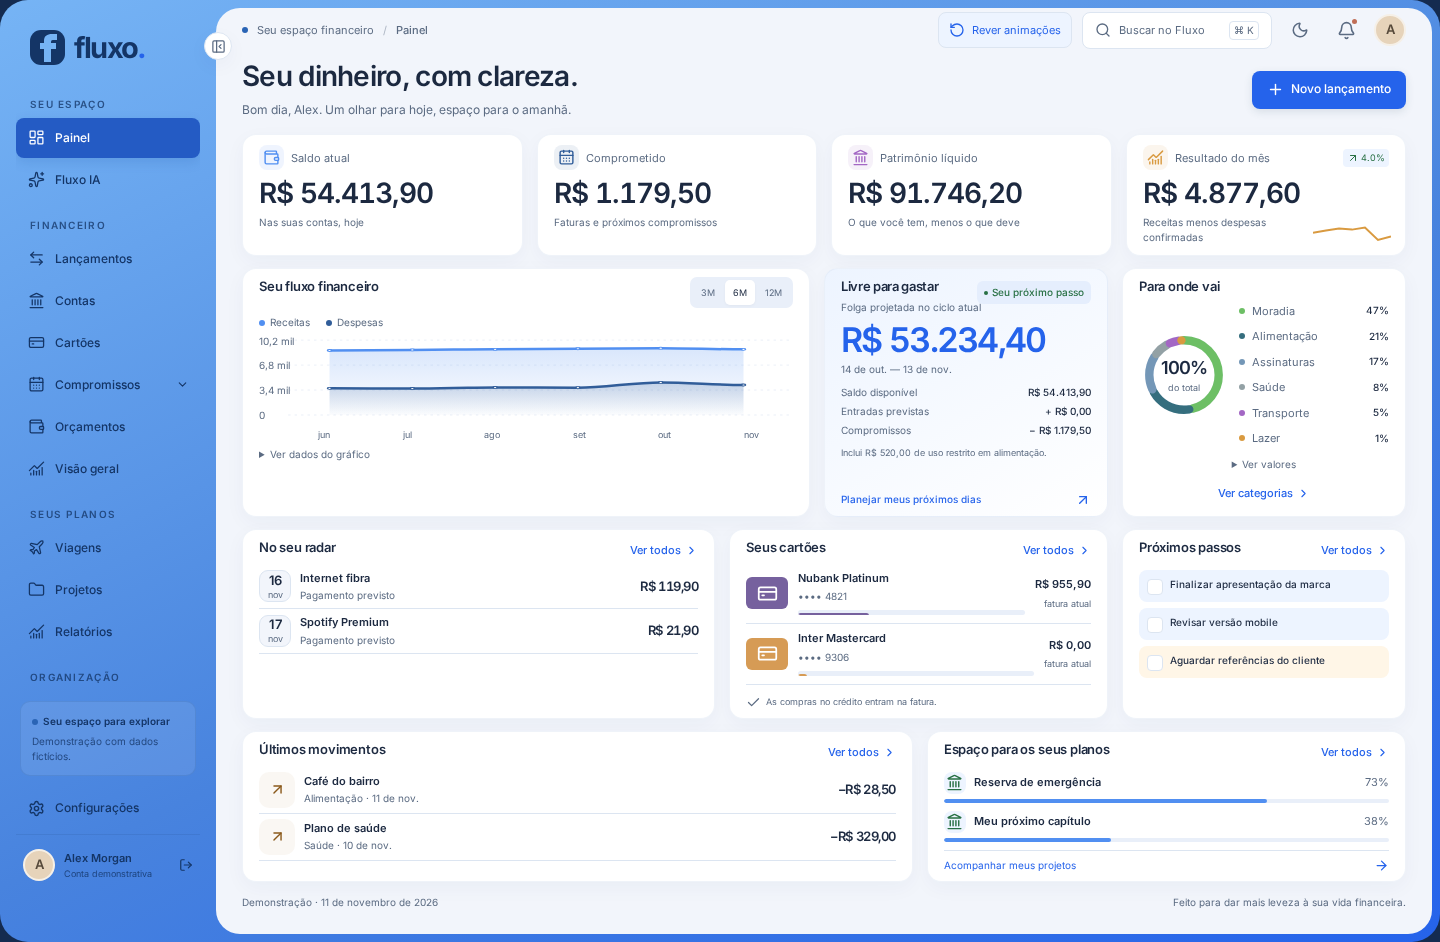 fluxo.
SEU ESPAÇO
Painel
Fluxo IA
FINANCEIRO
Lançamentos
Contas
Cartões
Compromissos
Orçamentos
Visão geral
SEUS PLANOS
Viagens
Projetos
Relatórios
ORGANIZAÇÃO
Seu espaço para explorar
Demonstração com dados
fictícios.
Configurações
A
Alex Morgan
Conta demonstrativa
Seu espaço financeiro / Painel
Rever animações
Buscar no Fluxo
⌘ K
A
Seu dinheiro, com clareza.
Bom dia, Alex. Um olhar para hoje, espaço para o amanhã.
Novo lançamento
Saldo atual
R$ 54.413,90
Nas suas contas, hoje
Comprometido
R$ 1.179,50
Faturas e próximos compromissos
Patrimônio líquido
R$ 91.746,20
O que você tem, menos o que deve
Resultado do mês
4.0%
R$ 4.877,60
Receitas menos despesas
confirmadas
Seu fluxo financeiro
3M 6M 12M
Receitas Despesas
10,2 mil
6,8 mil
3,4 mil
0
jun jul ago set out nov
Ver dados do gráfico
Livre para gastar
Seu próximo passo
Folga projetada no ciclo atual
R$ 53.234,40
14 de out. — 13 de nov.
Saldo disponível R$ 54.413,90
Entradas previstas + R$ 0,00
Compromissos − R$ 1.179,50
Inclui R$ 520,00 de uso restrito em alimentação.
Planejar meus próximos dias
Para onde vai
100%
do total
Moradia 47%
Alimentação 21%
Assinaturas 17%
Saúde 8%
Transporte 5%
Lazer 1%
Ver valores
Ver categorias
No seu radar
Ver todos
16
nov
Internet fibra
Pagamento previsto
R$ 119,90
17
nov
Spotify Premium
Pagamento previsto
R$ 21,90
Seus cartões
Ver todos
Nubank Platinum
•••• 4821
R$ 955,90
fatura atual
Inter Mastercard
•••• 9306
R$ 0,00
fatura atual
As compras no crédito entram na fatura.
Próximos passos
Ver todos
Finalizar apresentação da marca
Revisar versão mobile
Aguardar referências do cliente
Últimos movimentos
Ver todos
Café do bairro
Alimentação · 11 de nov.
−R$ 28,50
Plano de saúde
Saúde · 10 de nov.
−R$ 329,00
Espaço para os seus planos
Ver todos
Reserva de emergência 73%
Meu próximo capítulo 38%
Acompanhar meus projetos
Demonstração · 11 de novembro de 2026
Feito para dar mais leveza à sua vida financeira.